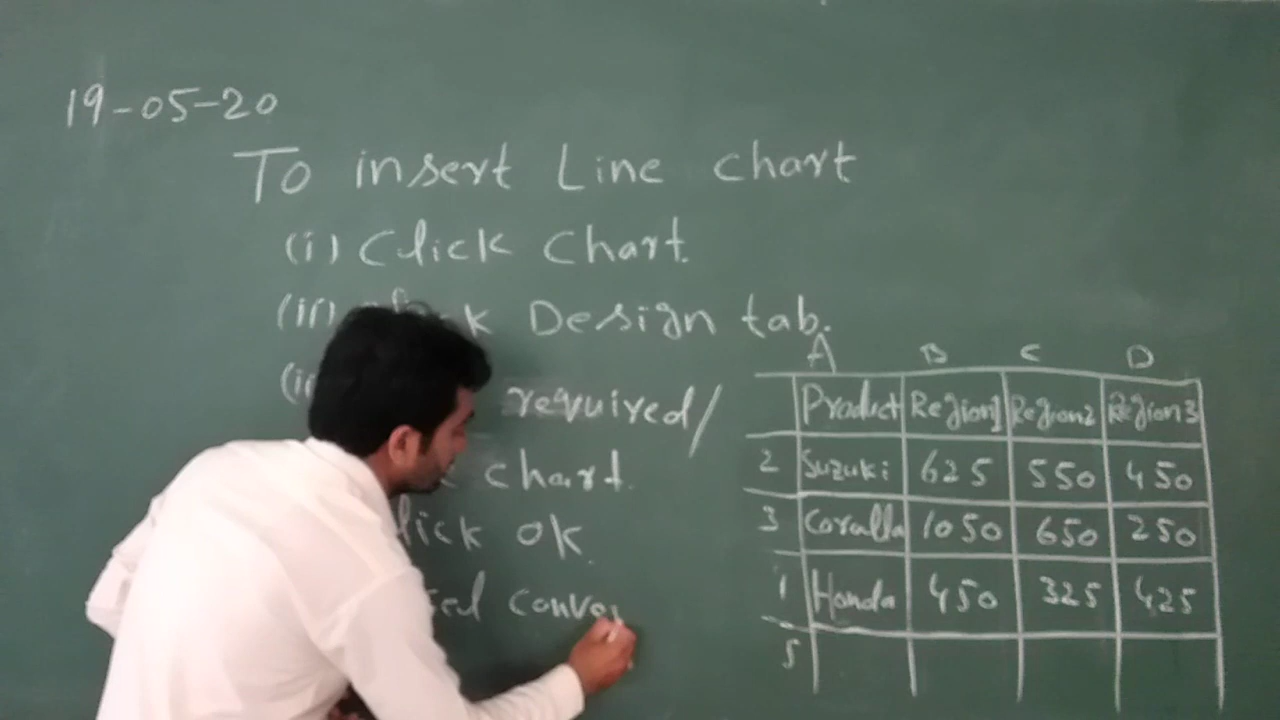 19-05-20
To insert Line Chart
(i) Click Chart.
(ii) Design tab.
required/
chart.
lick OK.
A B C D
Product Region1 Region2 Region3
2 Suzuki 625 550 450
3 Coralla 1050 650 250
Honda 450 325 425
5